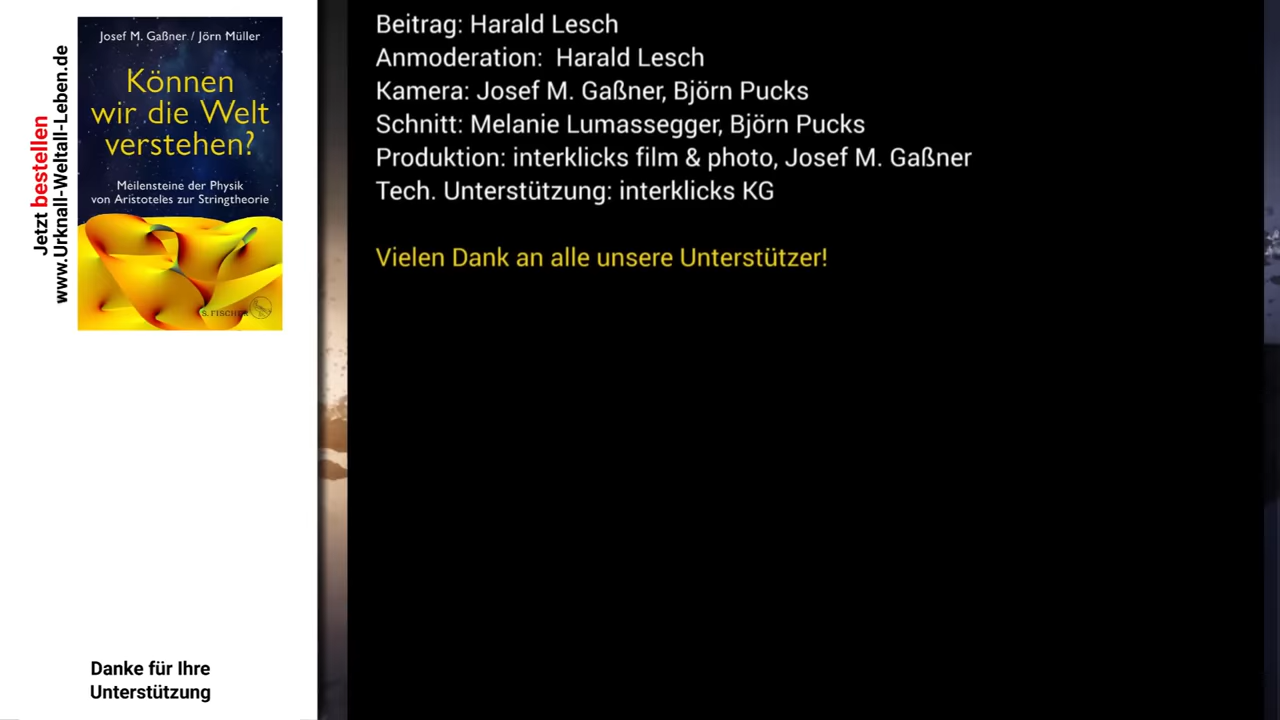 Jetzt bestellen
www.Urknall-Weltall-Leben.de
Josef M. Gaßner / Jörn Müller
Können
wir die Welt
verstehen?
Meilensteine der Physik
von Aristoteles zur Stringtheorie
S. FISCHER
Danke für Ihre
Unterstützung
Beitrag: Harald Lesch
Anmoderation:  Harald Lesch
Kamera: Josef M. Gaßner, Björn Pucks
Schnitt: Melanie Lumassegger, Björn Pucks
Produktion: interklicks film & photo, Josef M. Gaßner
Tech. Unterstützung: interklicks KG
Vielen Dank an alle unsere Unterstützer!